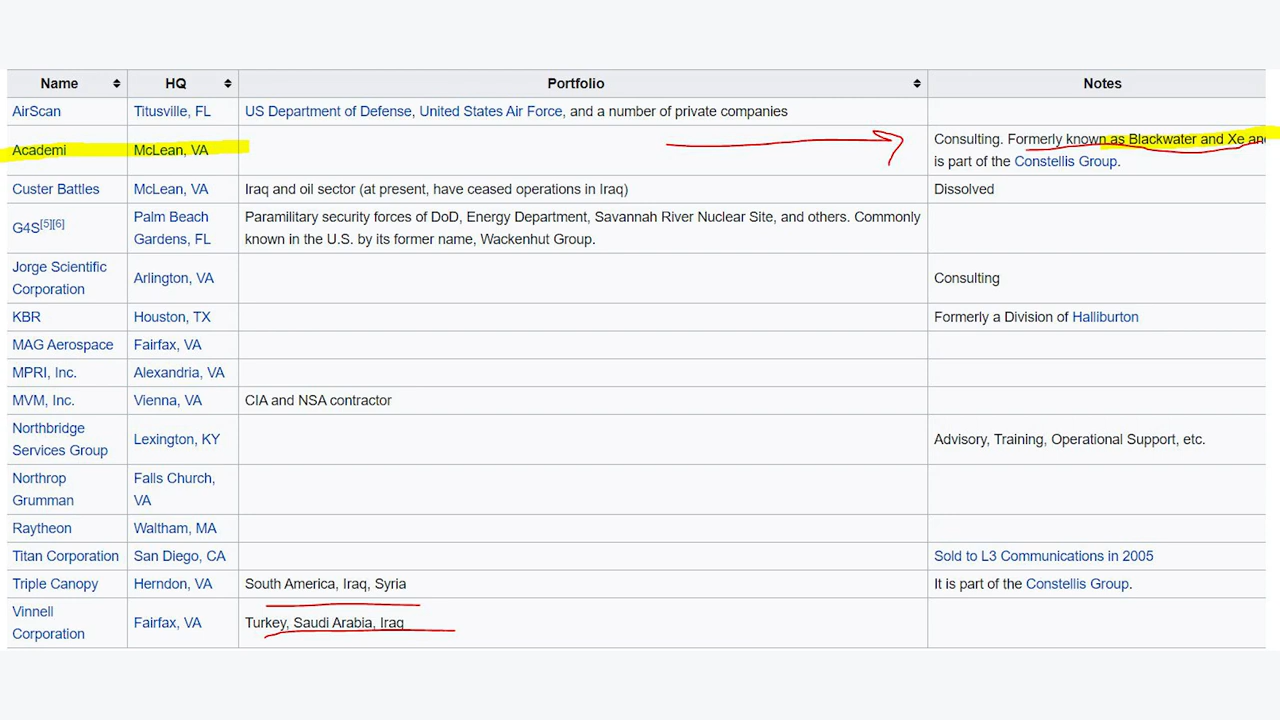 Name HQ Portfolio Notes
AirScan Titusville, FL US Department of Defense, United States Air Force, and a number of private companies
Academi McLean, VA Consulting. Formerly known as Blackwater and Xe and
is part of the Constellis Group.
Custer Battles McLean, VA Iraq and oil sector (at present, have ceased operations in Iraq) Dissolved
G4S[5][6] Palm Beach Paramilitary security forces of DoD, Energy Department, Savannah River Nuclear Site, and others. Commonly
Gardens, FL known in the U.S. by its former name, Wackenhut Group.
Jorge Scientific
Corporation Arlington, VA Consulting
KBR Houston, TX Formerly a Division of Halliburton
MAG Aerospace Fairfax, VA
MPRI, Inc. Alexandria, VA
MVM, Inc. Vienna, VA CIA and NSA contractor
Northbridge
Services Group Lexington, KY Advisory, Training, Operational Support, etc.
Northrop Falls Church,
Grumman VA
Raytheon Waltham, MA
Titan Corporation San Diego, CA Sold to L3 Communications in 2005
Triple Canopy Herndon, VA South America, Iraq, Syria It is part of the Constellis Group.
Vinnell
Corporation Fairfax, VA Turkey, Saudi Arabia, Iraq